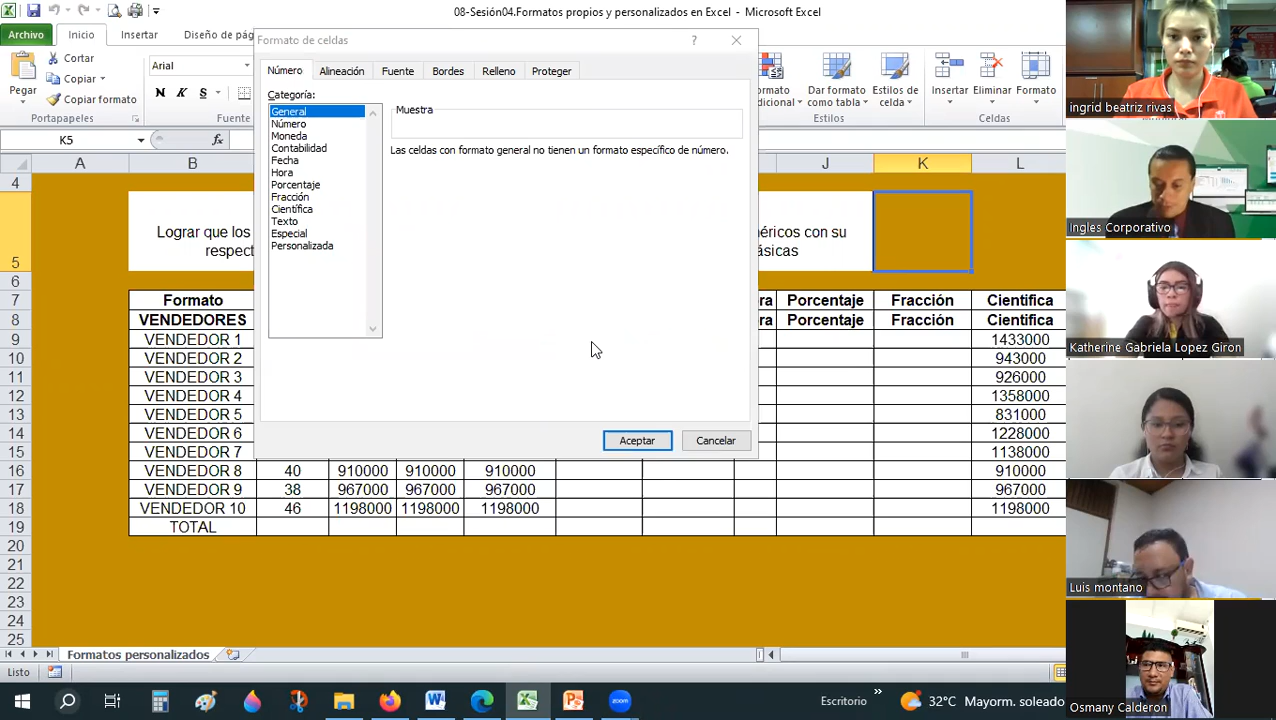 08-Sesión04.Formatos propios y personalizados en Excel - Microsoft Excel
Archivo Inicio Insertar Diseño de pág
Pegar
Cortar
Copiar
Copiar formato
Portapapeles
Arial
N K S
Fuente
Formato de celdas
Número Alineación Fuente Bordes Relleno Proteger
Categoría:
General
Número
Moneda
Contabilidad
Fecha
Hora
Porcentaje
Fracción
Científica
Texto
Especial
Personalizada
Muestra
Las celdas con formato general no tienen un formato específico de número.
Aceptar Cancelar
Dar formato
como tabla
Estilos de
celda
Estilos
Insertar Eliminar Formato
Celdas
K5 fx
A B J K L
4
5 Lograr que los éricos con su
respect ásicas
6
7 Formato ra Porcentaje Fracción Cientifica
8 VENDEDORES ra Porcentaje Fracción Cientifica
9 VENDEDOR 1 1433000
10 VENDEDOR 2 943000
11 VENDEDOR 3 926000
12 VENDEDOR 4 1358000
13 VENDEDOR 5 831000
14 VENDEDOR 6 1228000
15 VENDEDOR 7 1138000
16 VENDEDOR 8 40 910000 910000 910000 910000
17 VENDEDOR 9 38 967000 967000 967000 967000
18 VENDEDOR 10 46 1198000 1198000 1198000 1198000
19 TOTAL
20
21
22
23
24
25
Formatos personalizados
Listo
Escritorio 32°C Mayorm. soleado
zoom
ingrid beatriz rivas
Ingles Corporativo
Katherine Gabriela Lopez Giron
Luis montano
Osmany Calderon